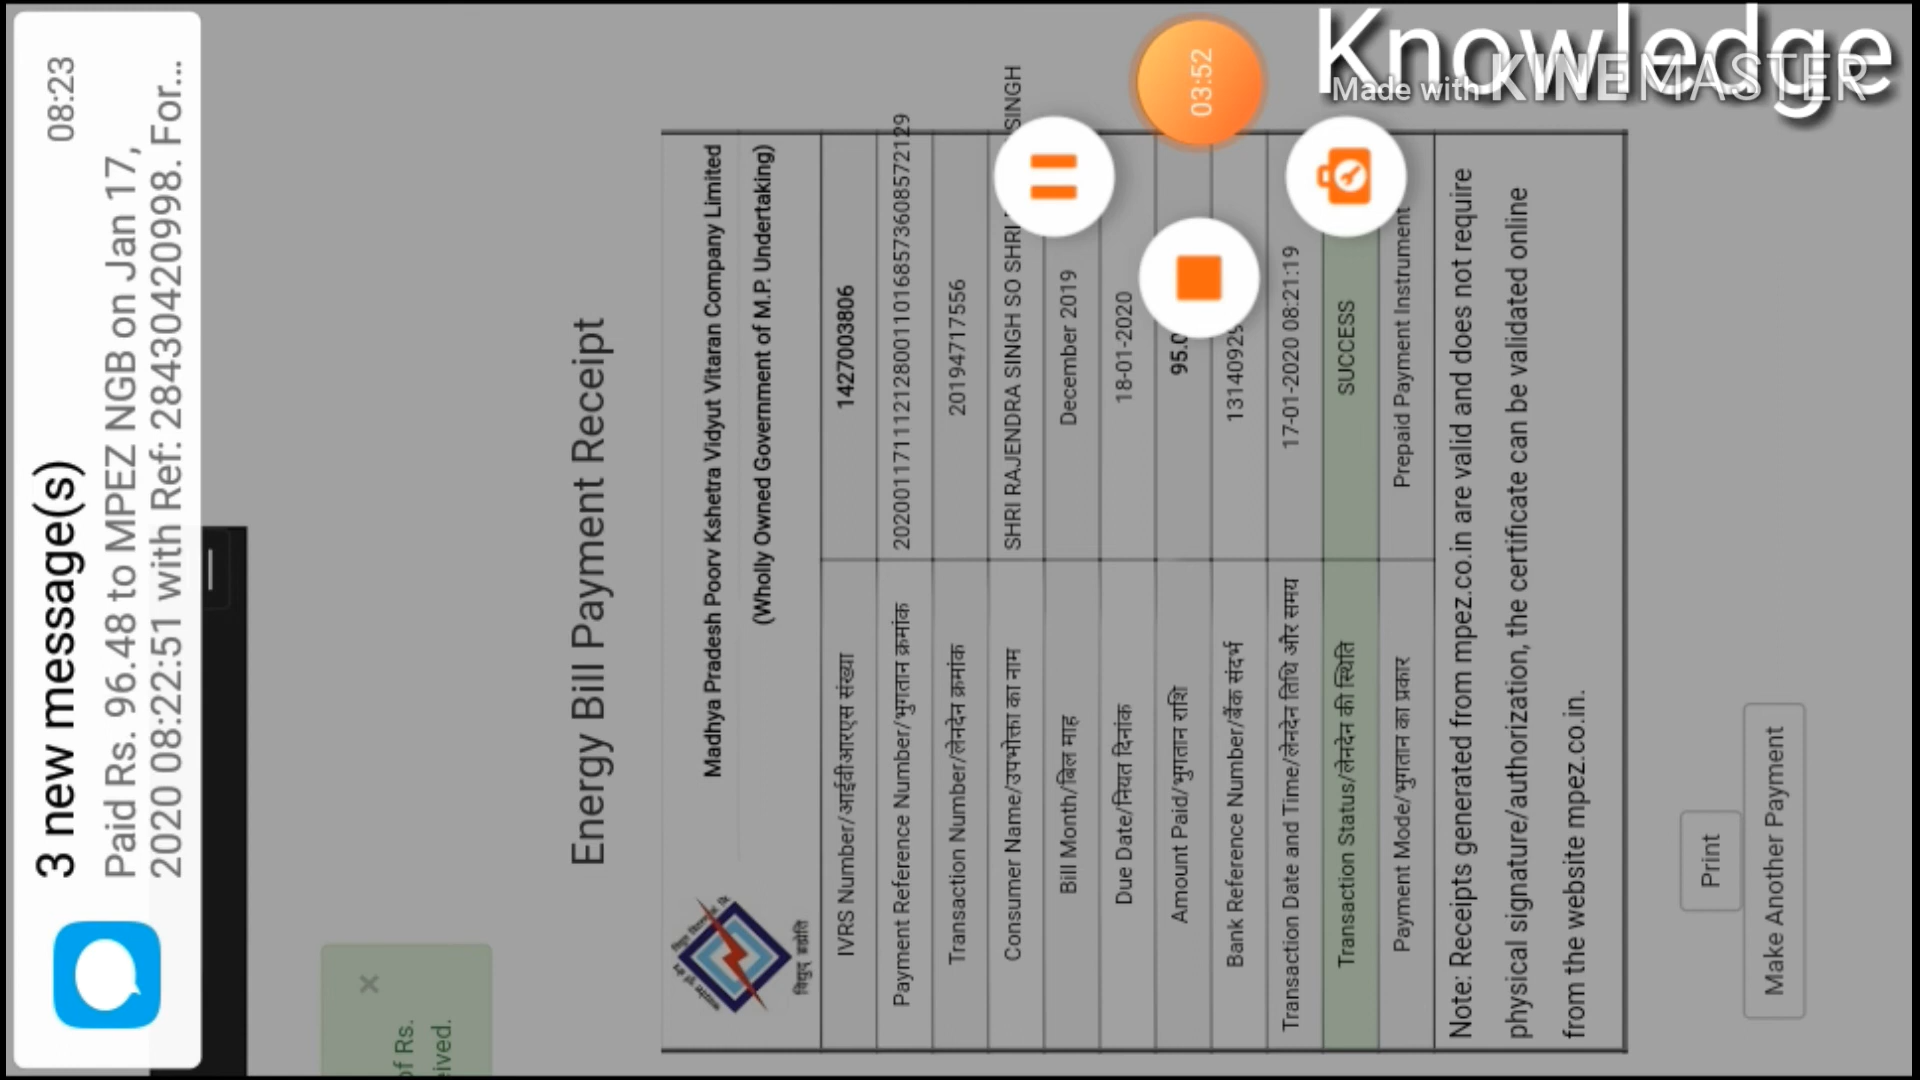 Knowledge
Made with KINEMASTER
3 new message(s) 08:23
Paid Rs. 96.48 to MPEZ NGB on Jan 17,
2020 08:22:51 with Ref: 28430420998. For...
of Rs.
eived.
×
03:52
Energy Bill Payment Receipt
Madhya Pradesh Poorv Kshetra Vidyut Vitaran Company Limited
(Wholly Owned Government of M.P. Undertaking)
IVRS Number/आईवीआरएस संख्या 1427003806
Payment Reference Number/भुगतान क्रमांक 20200117111212800110168573608572129
Transaction Number/लेनदेन क्रमांक 20194717556
Consumer Name/उपभोक्ता का नाम SHRI RAJENDRA SINGH SO SHRI SINGH
Bill Month/बिल माह December 2019
Due Date/नियत दिनांक 18-01-2020
Amount Paid/भुगतान राशि 95.0
Bank Reference Number/बैंक संदर्भ 13140925
Transaction Date and Time/लेनदेन तिथि और समय 17-01-2020 08:21:19
Transaction Status/लेनदेन की स्थिति SUCCESS
Payment Mode/भुगतान का प्रकार Prepaid Payment Instrument
Note: Receipts generated from mpez.co.in are valid and does not require
physical signature/authorization, the certificate can be validated online
from the website mpez.co.in.
Print
Make Another Payment